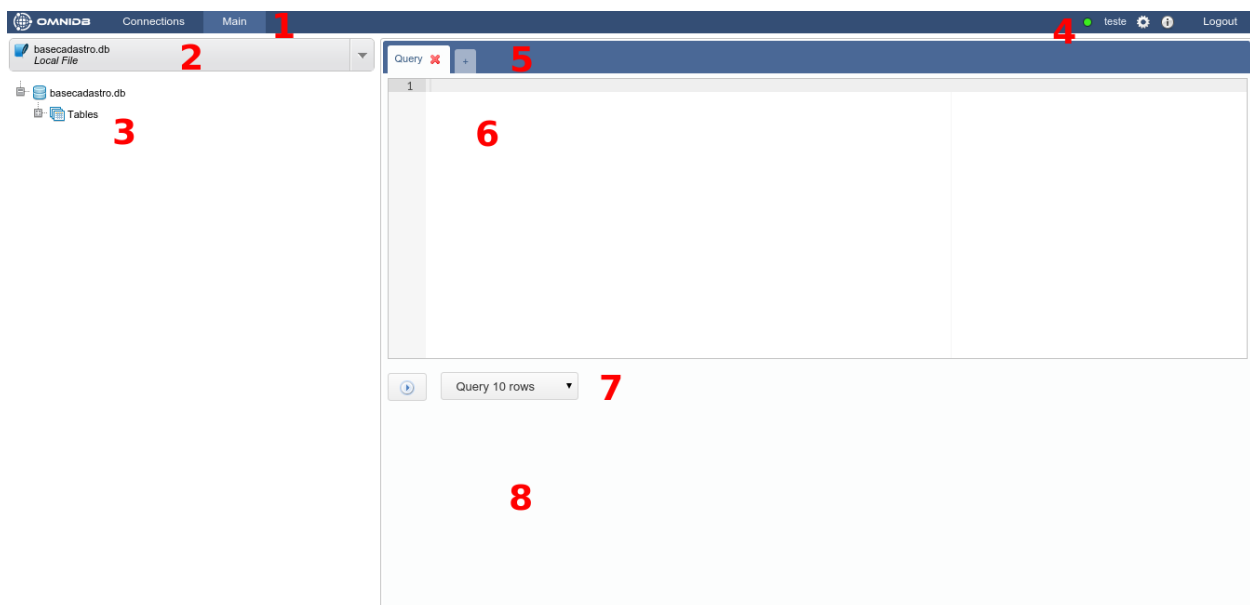 OMNIDB Connections Main 1 4 teste Logout
basecadastro.db
Local File
2
Query + 5
basecadastro.db
Tables
3
1
6
Query 10 rows 7
8